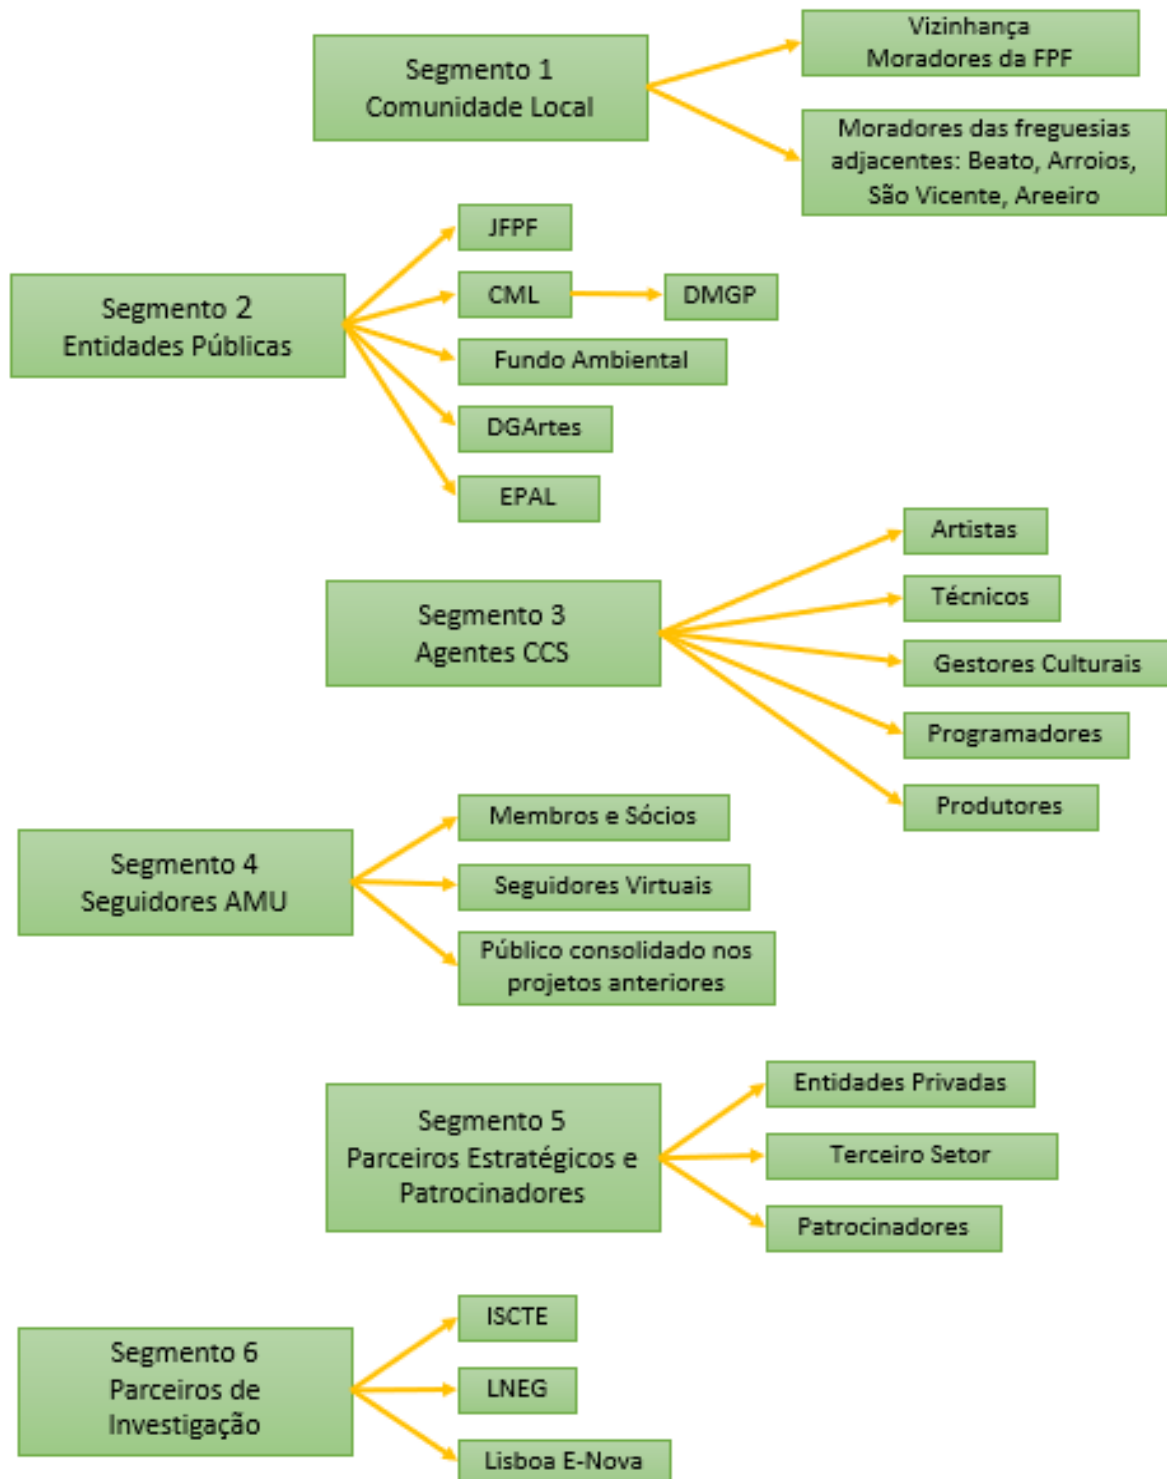 Segmento 1
Comunidade Local
Vizinhança
Moradores da FPF
Moradores das freguesias
adjacentes: Beato, Arroios,
São Vicente, Areeiro
Segmento 2
Entidades Públicas
JFPF
CML
DMGP
Fundo Ambiental
DGArtes
EPAL
Segmento 3
Agentes CCS
Artistas
Técnicos
Gestores Culturais
Programadores
Produtores
Segmento 4
Seguidores AMU
Membros e Sócios
Seguidores Virtuais
Público consolidado nos
projetos anteriores
Segmento 5
Parceiros Estratégicos e
Patrocinadores
Entidades Privadas
Terceiro Setor
Patrocinadores
Segmento 6
Parceiros de
Investigação
ISCTE
LNEG
Lisboa E-Nova